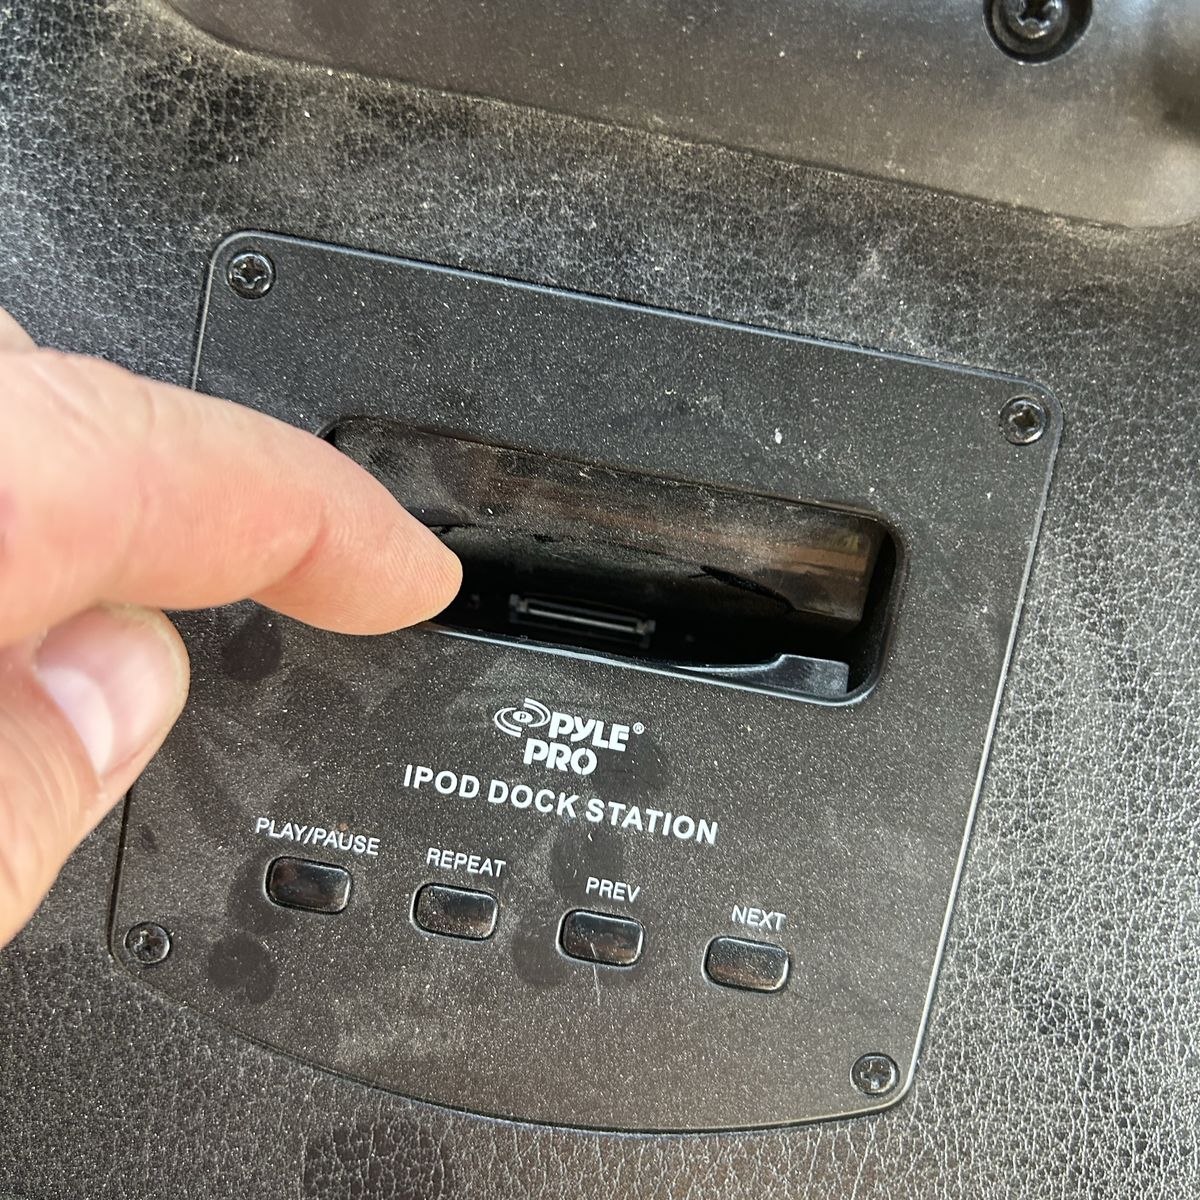 PYLE®
PRO
IPOD DOCK STATION
PLAY/PAUSE REPEAT PREV NEXT